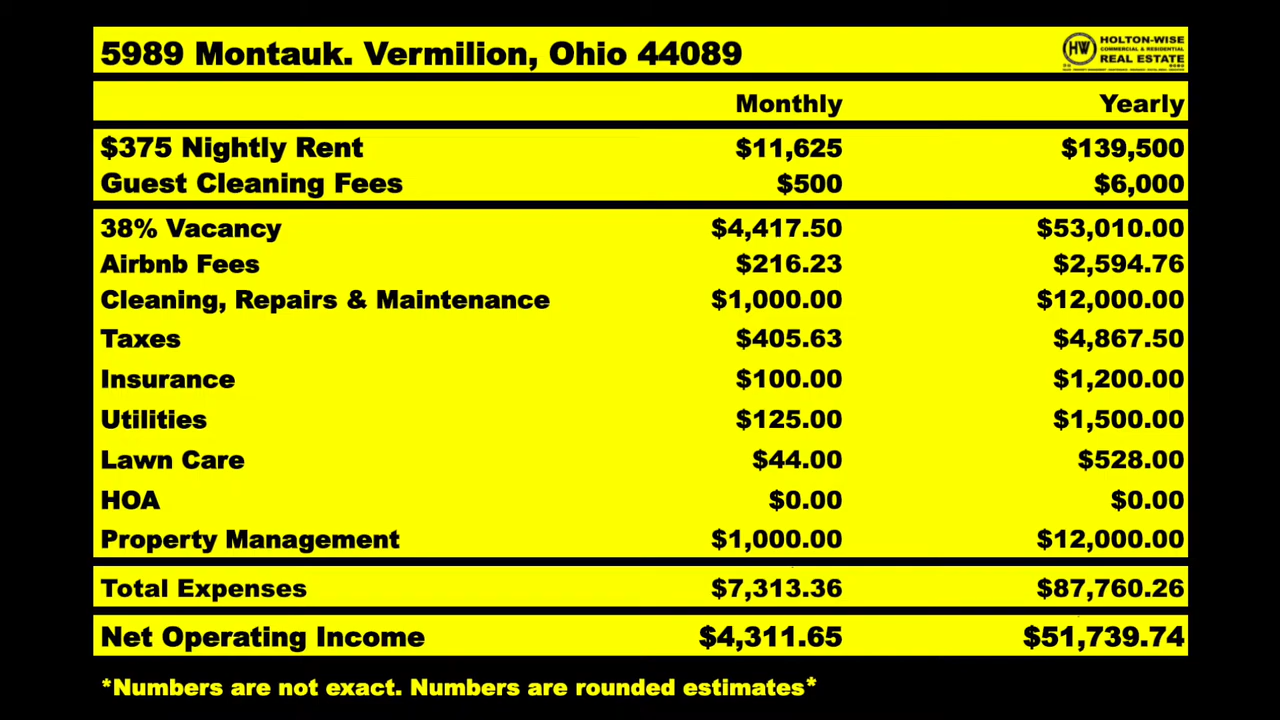 5989 Montauk. Vermilion, Ohio 44089
HOLTON-WISE
COMMERCIAL & RESIDENTIAL
REAL ESTATE
HW
Monthly Yearly
$375 Nightly Rent $11,625 $139,500
Guest Cleaning Fees $500 $6,000
38% Vacancy $4,417.50 $53,010.00
Airbnb Fees $216.23 $2,594.76
Cleaning, Repairs & Maintenance $1,000.00 $12,000.00
Taxes $405.63 $4,867.50
Insurance $100.00 $1,200.00
Utilities $125.00 $1,500.00
Lawn Care $44.00 $528.00
HOA $0.00 $0.00
Property Management $1,000.00 $12,000.00
Total Expenses $7,313.36 $87,760.26
Net Operating Income $4,311.65 $51,739.74
*Numbers are not exact. Numbers are rounded estimates*